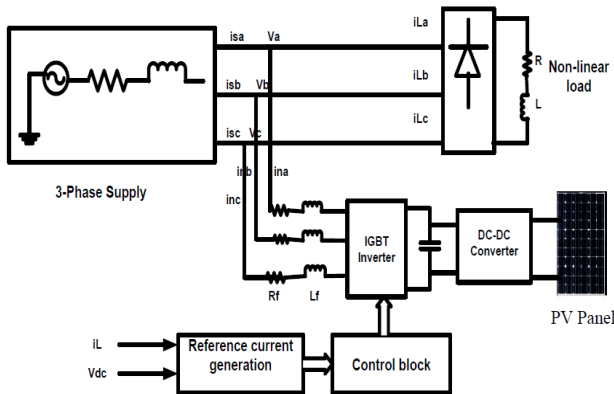 isa Va iLa
R
Non-linear
load
isb Vb iLb
L
isc Vc iLc
inb ina
inc
3-Phase Supply
IGBT
Inverter
DC-DC
Converter
Rf Lf
PV Panel
iL
Vdc
Reference current
generation
Control block